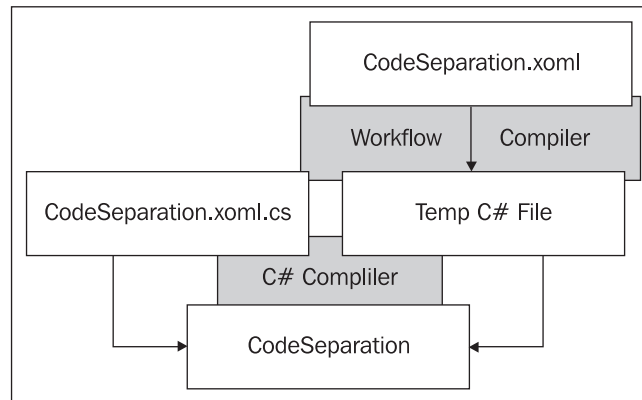 CodeSeparation.xoml
Workflow Compiler
CodeSeparation.xoml.cs
Temp C# File
C# Compliler
CodeSeparation